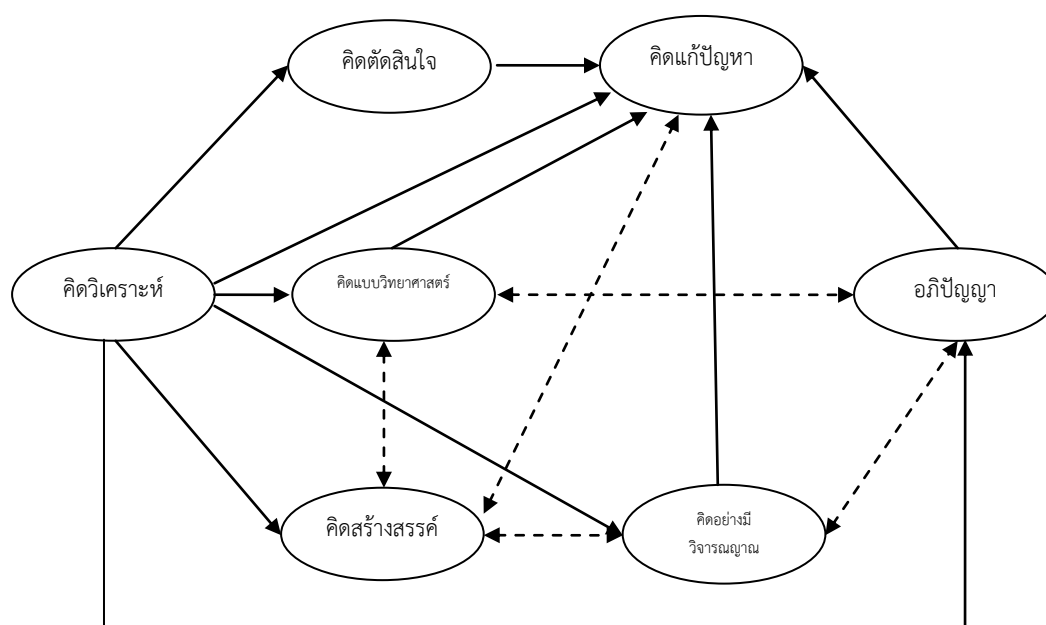 คิดตัดสินใจ
คิดแก้ปัญหา
คิดวิเคราะห์
คิดแบบวิทยาศาสตร์
อภิปัญญา
คิดสร้างสรรค์
คิดอย่างมี
วิจารณญาณ